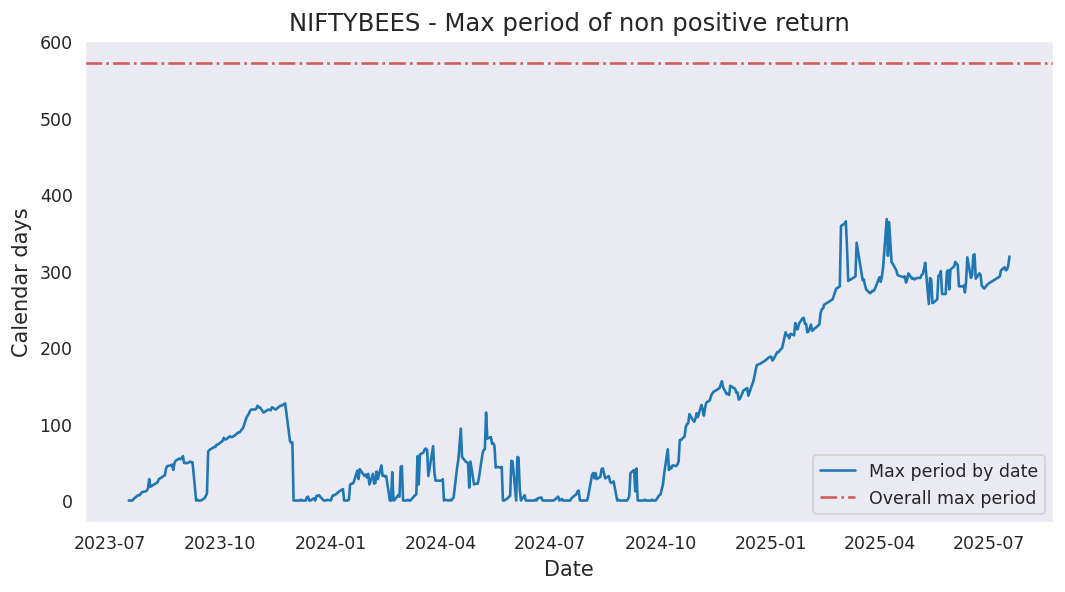 NIFTYBEES - Max period of non positive return
600
500
400
300
200
100
0
Calendar days
2023-07 2023-10 2024-01 2024-04 2024-07 2024-10 2025-01 2025-04 2025-07
Date
Max period by date
Overall max period